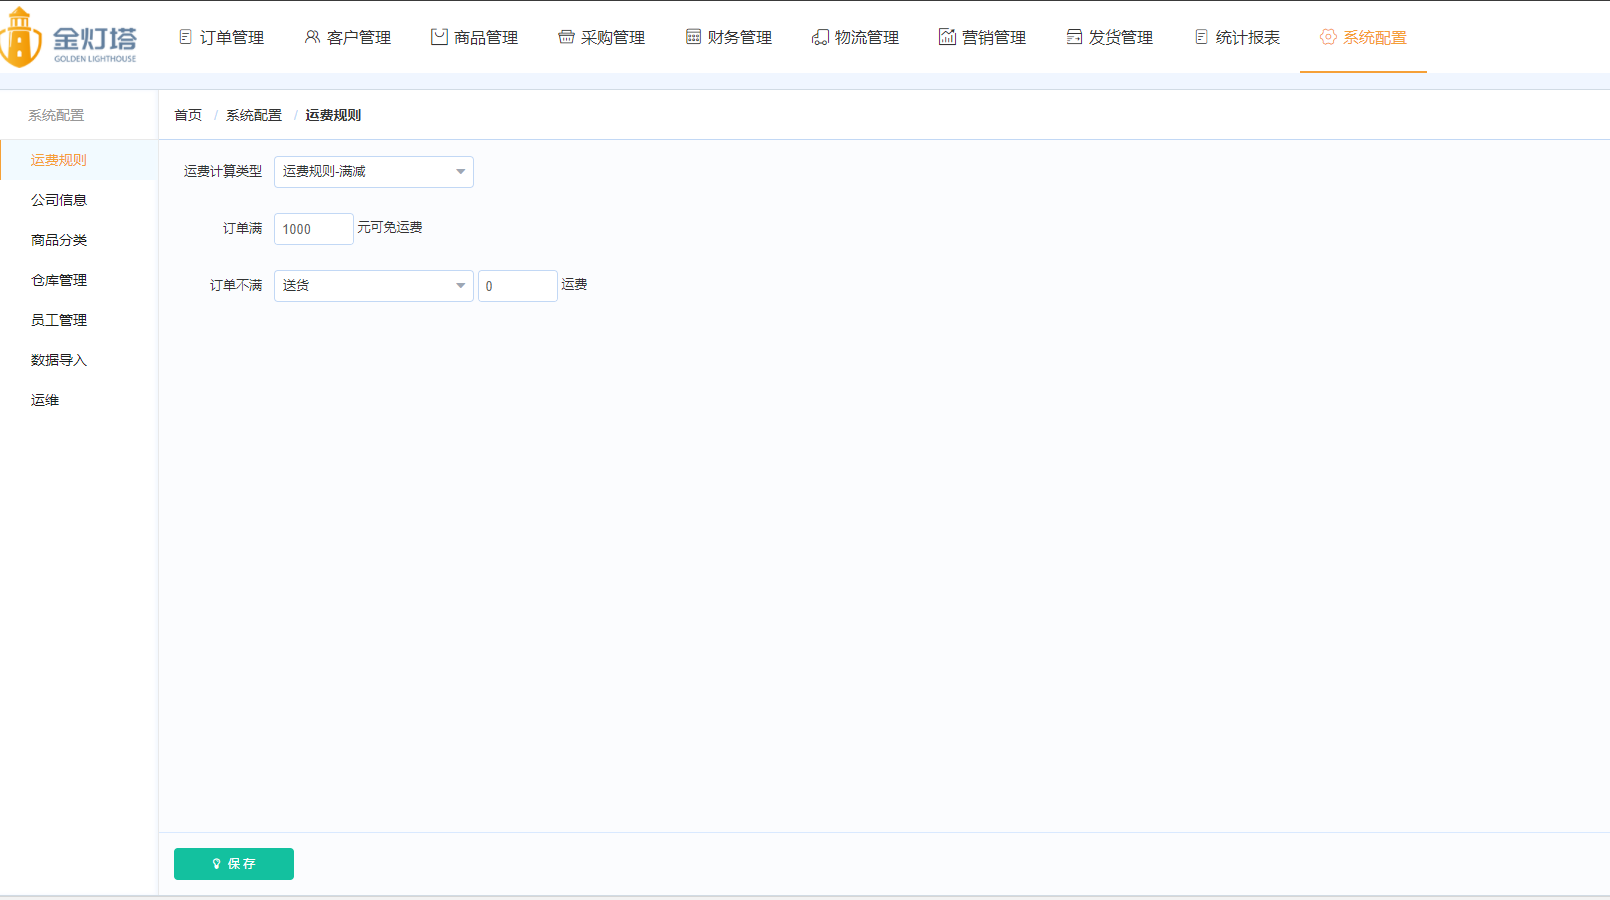 金灯塔
GOLDEN LIGHTHOUSE
订单管理 客户管理 商品管理 采购管理 财务管理 物流管理 营销管理 发货管理 统计报表 系统配置
系统配置
首页 / 系统配置 / 运费规则
运费规则
公司信息
商品分类
仓库管理
员工管理
数据导入
运维
运费计算类型 运费规则-满减
订单满 1000 元可免运费
订单不满 送货 0 运费
保存